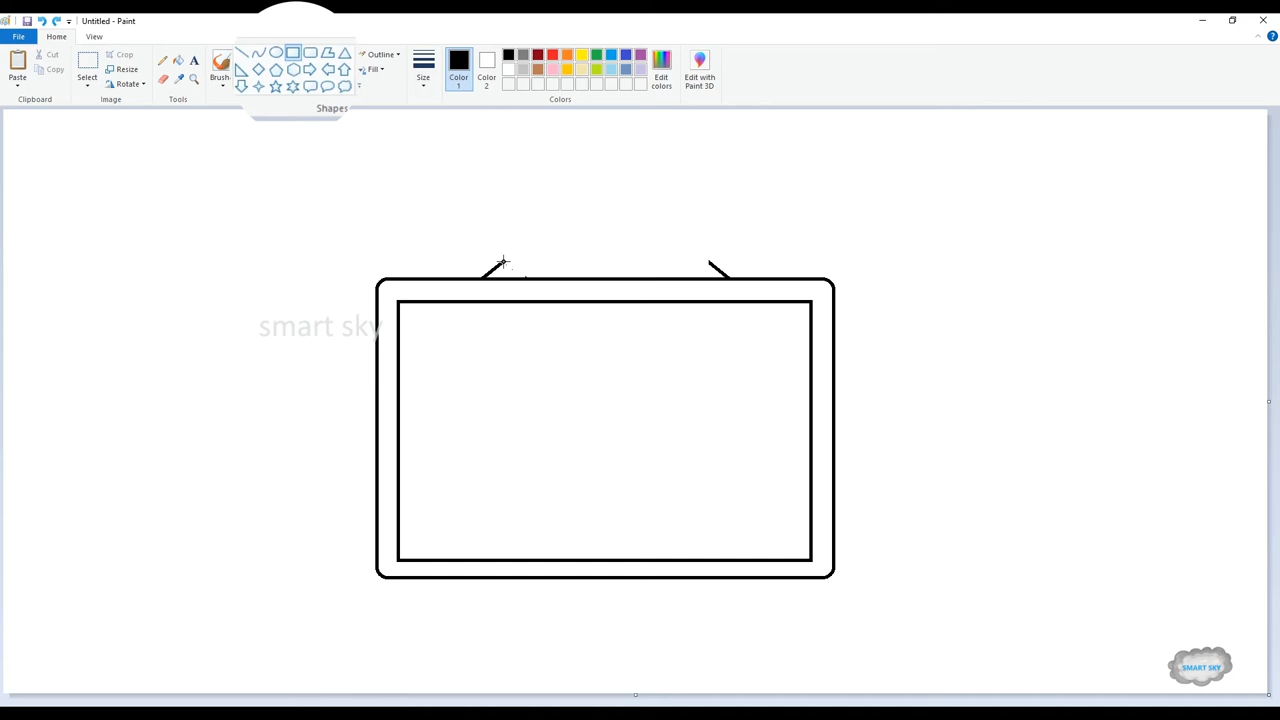 Untitled - Paint
File Home View
Cut Crop Outline
Copy Resize Fill
Paste Select Rotate Brush Size Color 1 Color 2 Edit colors Edit with Paint 3D
Clipboard Image Tools Shapes Colors
smart sky
SMART SKY